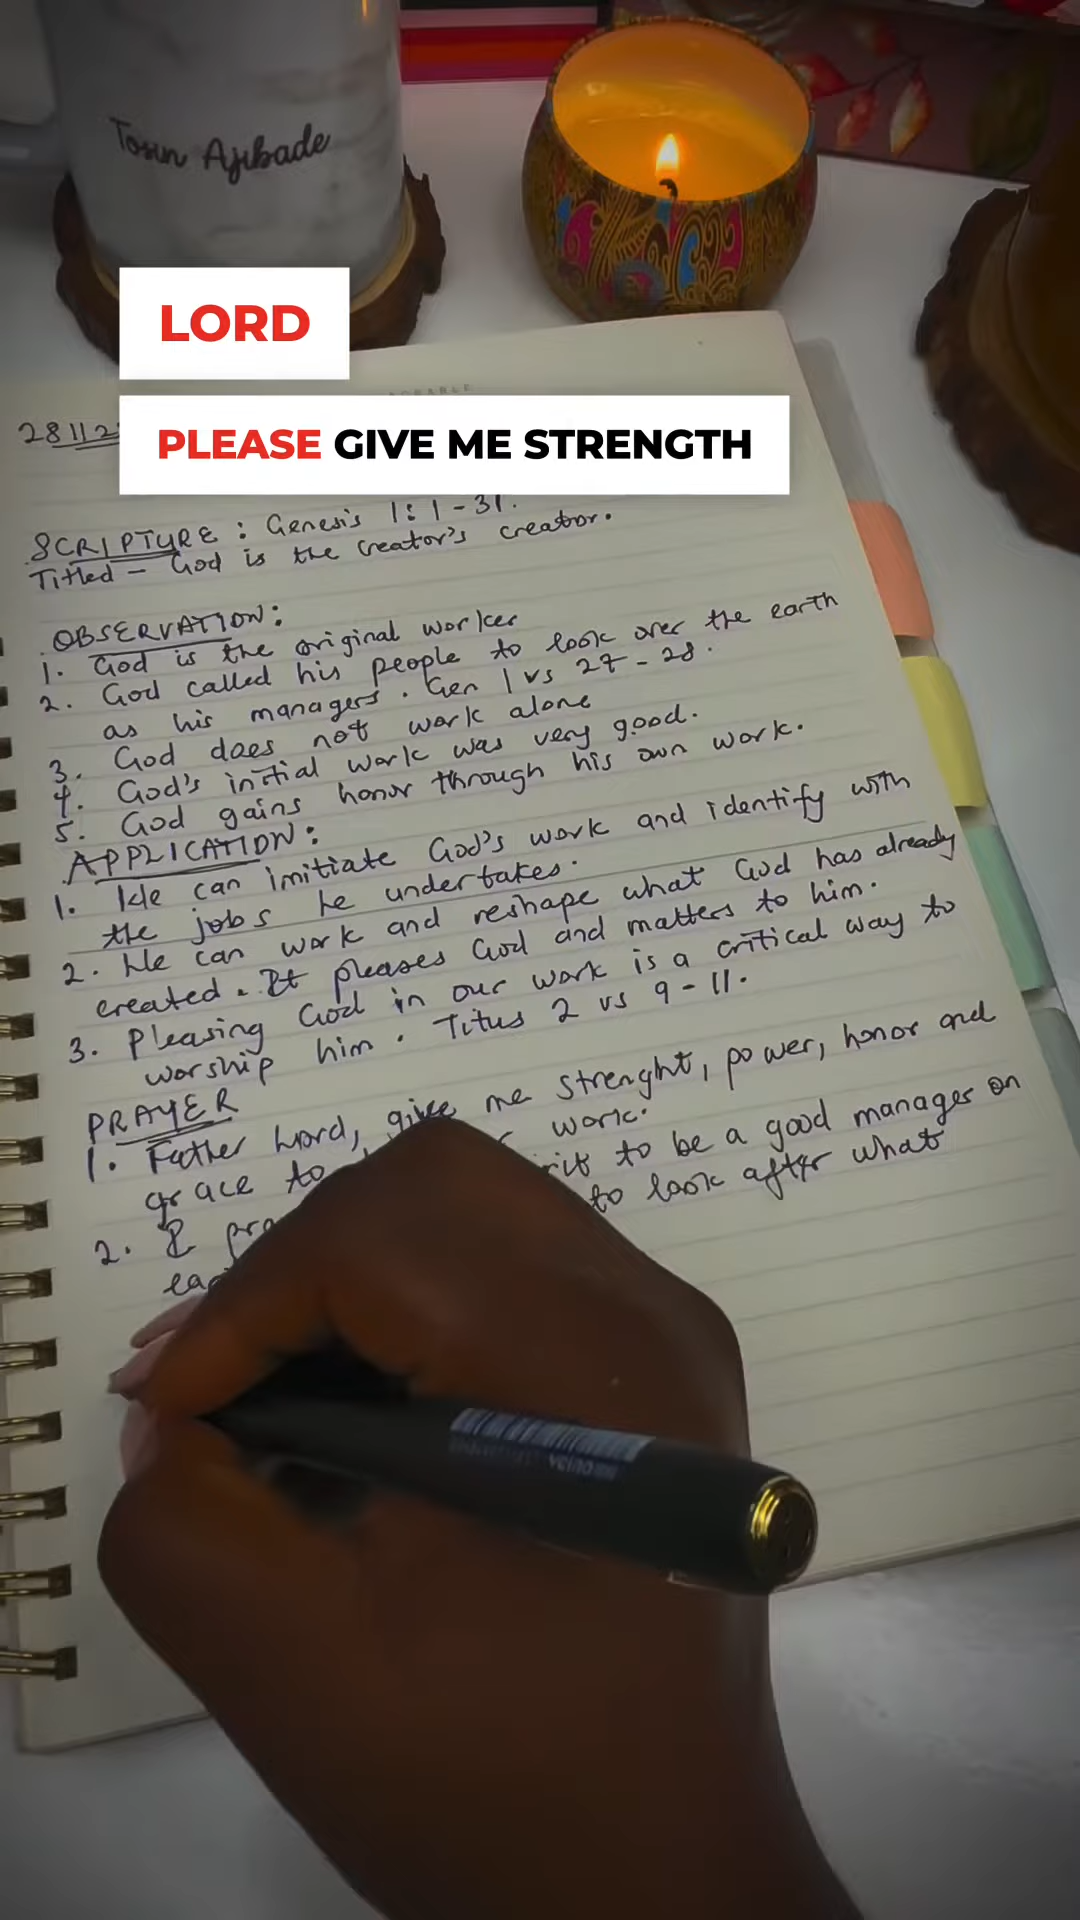 Tosin Ajibade
LORD
PLEASE GIVE ME STRENGTH
28 11 2
SCRIPTURE : Genesis 1:1-31.
Titled - God is the creator's creator.
OBSERVATION:
1. God is the original worker
2. God called his people to look over the earth
as his managers. Gen 1 vs 27-28.
3. God does not work alone
4. God's initial work was very good.
5. God gains honor through his own work.
APPLICATION:
1. We can imitiate God's work and identify with
the jobs he undertakes.
2. We can work and reshape what God has already
created. It pleases God and matters to him.
3. Pleasing God in our work is a critical way to
worship him. Titus 2 vs 9-11.
PRAYER
1. Father Lord, give me strenght, power, honor and
grace to work.
2. I to be a good manager on
to look after what